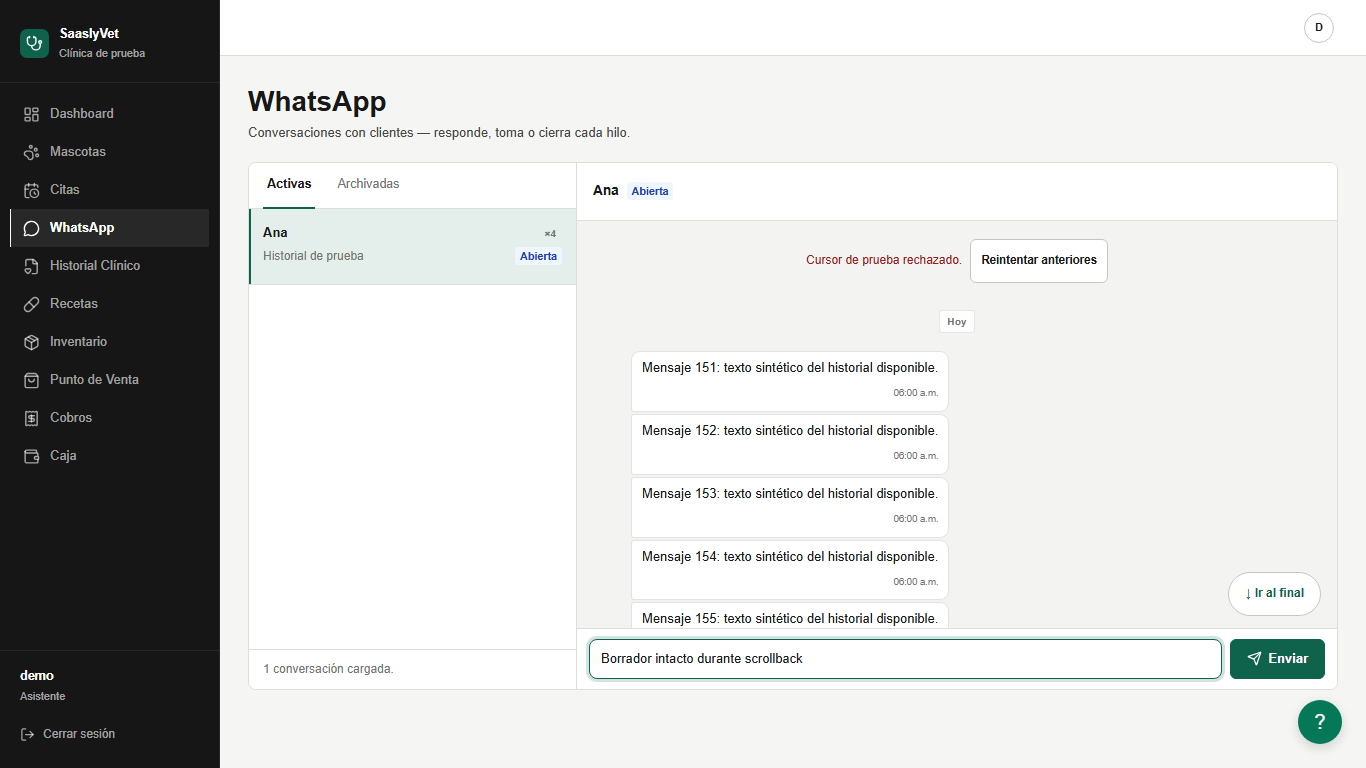 SaaslyVet
Clínica de prueba
Dashboard
Mascotas
Citas
WhatsApp
Historial Clínico
Recetas
Inventario
Punto de Venta
Cobros
Caja
demo
Asistente
Cerrar sesión
D
WhatsApp
Conversaciones con clientes — responde, toma o cierra cada hilo.
Activas Archivadas
Ana ×4
Historial de prueba Abierta
1 conversación cargada.
Ana Abierta
Cursor de prueba rechazado. Reintentar anteriores
Hoy
Mensaje 151: texto sintético del historial disponible.
06:00 a.m.
Mensaje 152: texto sintético del historial disponible.
06:00 a.m.
Mensaje 153: texto sintético del historial disponible.
06:00 a.m.
Mensaje 154: texto sintético del historial disponible.
06:00 a.m.
Mensaje 155: texto sintético del historial disponible.
↓ Ir al final
Borrador intacto durante scrollback
Enviar
?